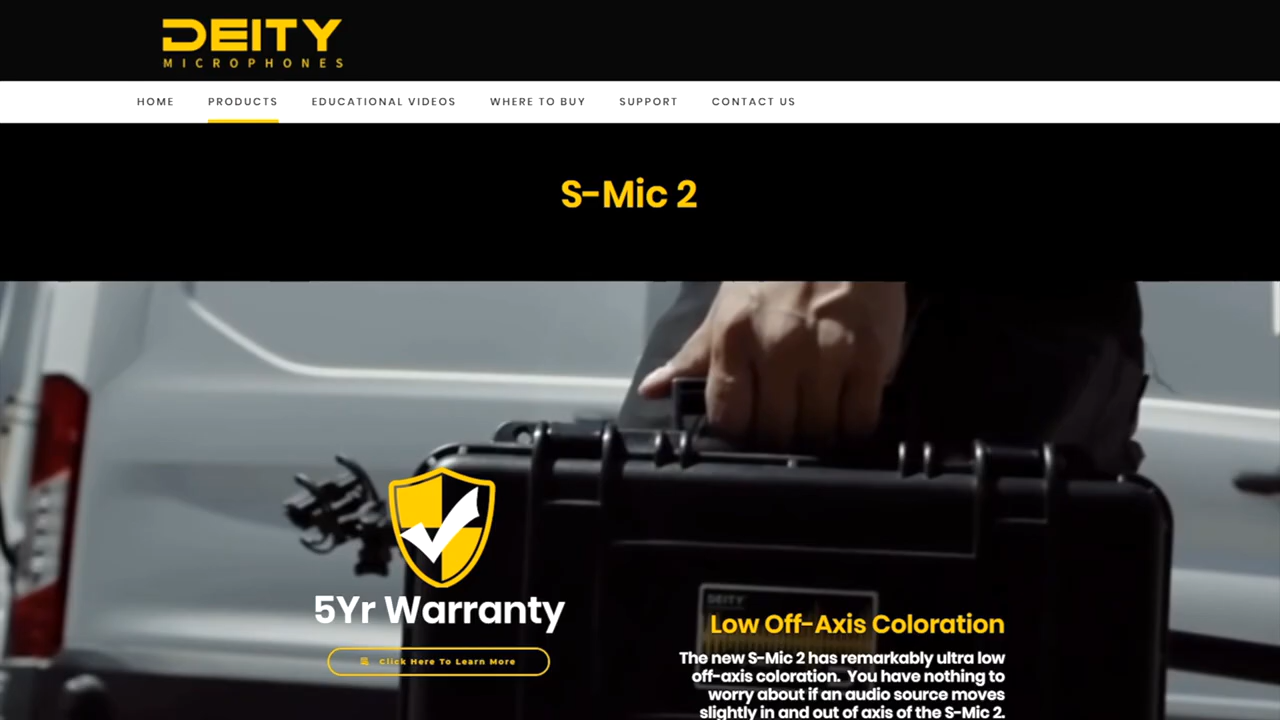 DEITY
MICROPHONES
HOME PRODUCTS EDUCATIONAL VIDEOS WHERE TO BUY SUPPORT CONTACT US
S-Mic 2
5Yr Warranty
Click Here To Learn More
DEITY
Low Off-Axis Coloration
The new S-Mic 2 has remarkably ultra low
off-axis coloration. You have nothing to
worry about if an audio source moves
slightly in and out of axis of the S-Mic 2.